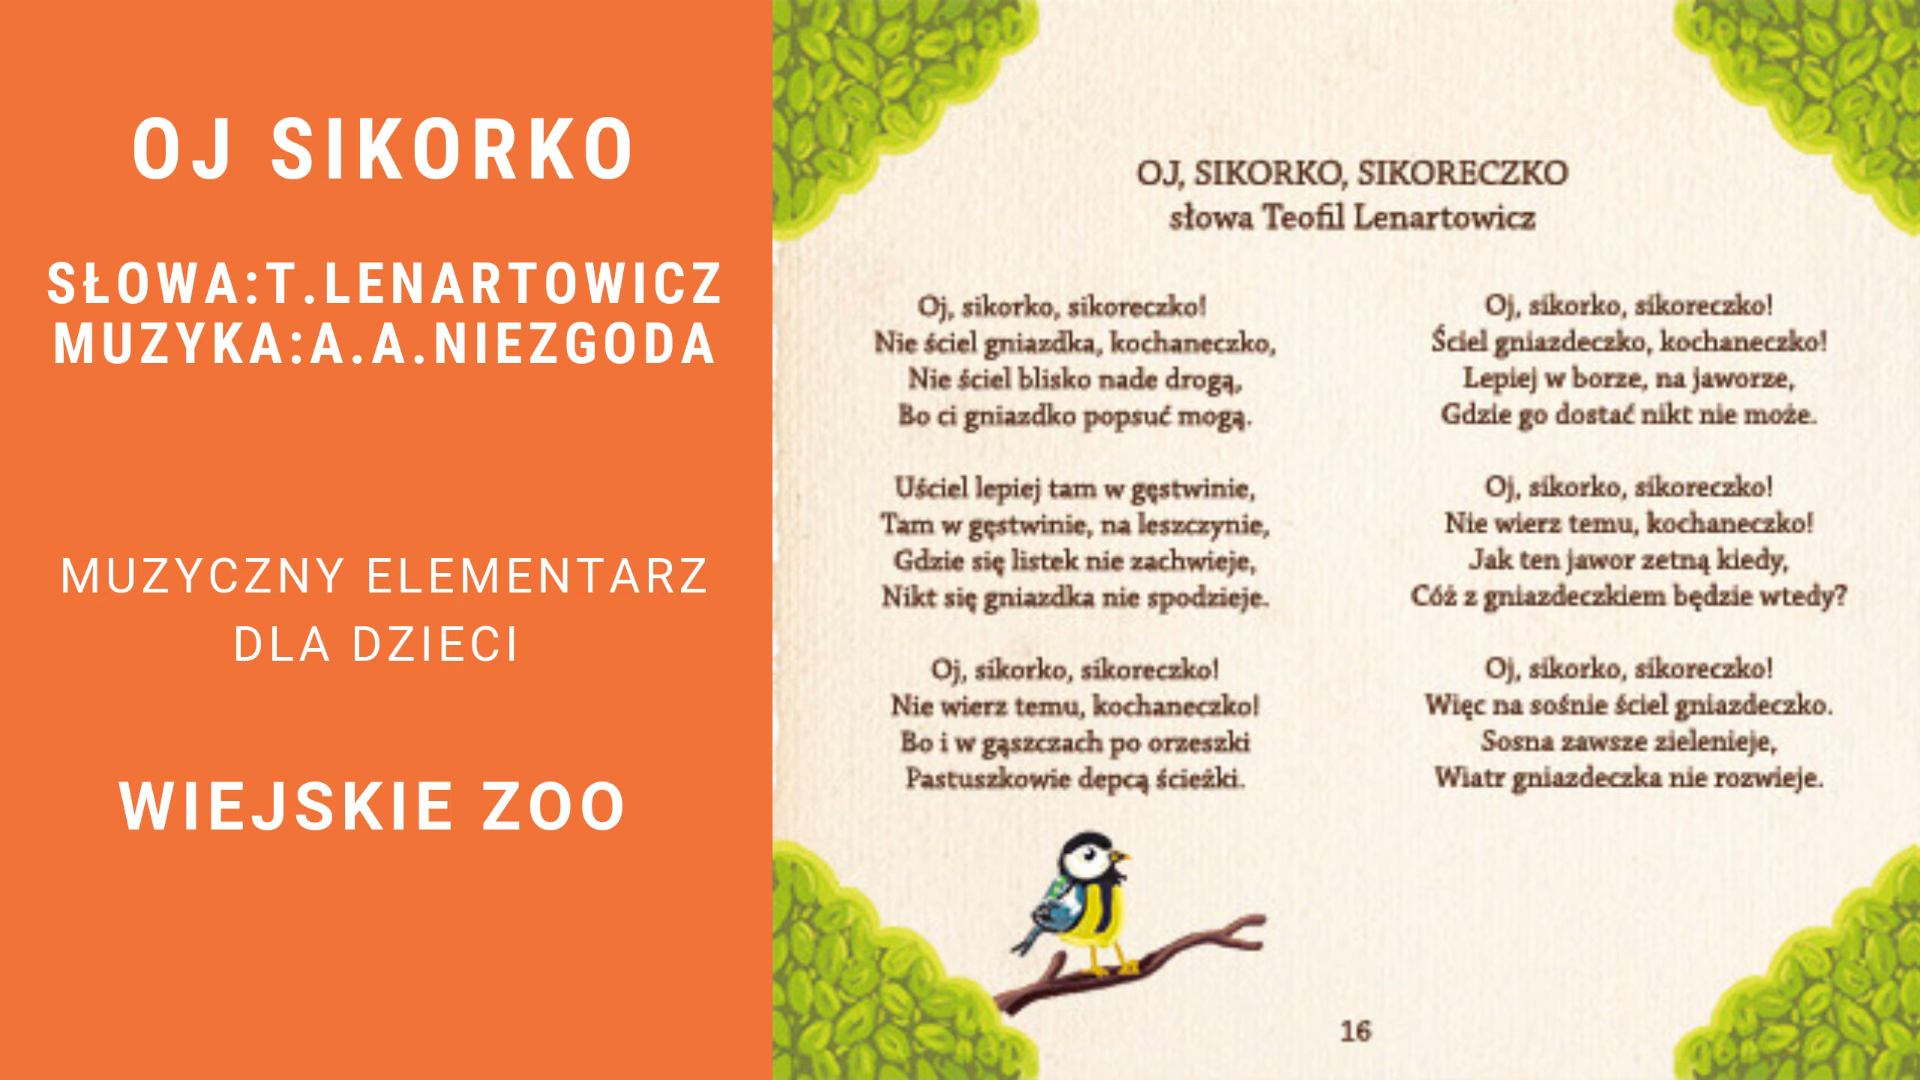 OJ SIKORKO
SŁOWA:T.LENARTOWICZ
MUZYKA:A.A.NIEZGODA
MUZYCZNY ELEMENTARZ
DLA DZIECI
WIEJSKIE ZOO
OJ, SIKORKO, SIKORECZKO
słowa Teofil Lenartowicz
Oj, sikorko, sikoreczko!
Nie ściel gniazdka, kochaneczko,
Nie ściel blisko nade drogą,
Bo ci gniazdko popsuć mogą.
Uściel lepiej tam w gęstwinie,
Tam w gęstwinie, na leszczynie,
Gdzie się listek nie zachwieje,
Nikt się gniazdka nie spodzieje.
Oj, sikorko, sikoreczko!
Nie wierz temu, kochaneczko!
Bo i w gąszczach po orzeszki
Pastuszkowie depcą ścieżki.
Oj, sikorko, sikoreczko!
Ściel gniazdeczko, kochaneczko!
Lepiej w borze, na jaworze,
Gdzie go dostać nikt nie może.
Oj, sikorko, sikoreczko!
Nie wierz temu, kochaneczko!
Jak ten jawor zetną kiedy,
Cóż z gniazdeczkiem będzie wtedy?
Oj, sikorko, sikoreczko!
Więc na sośnie ściel gniazdeczko.
Sosna zawsze zielenieje,
Wiatr gniazdeczka nie rozwieje.
16